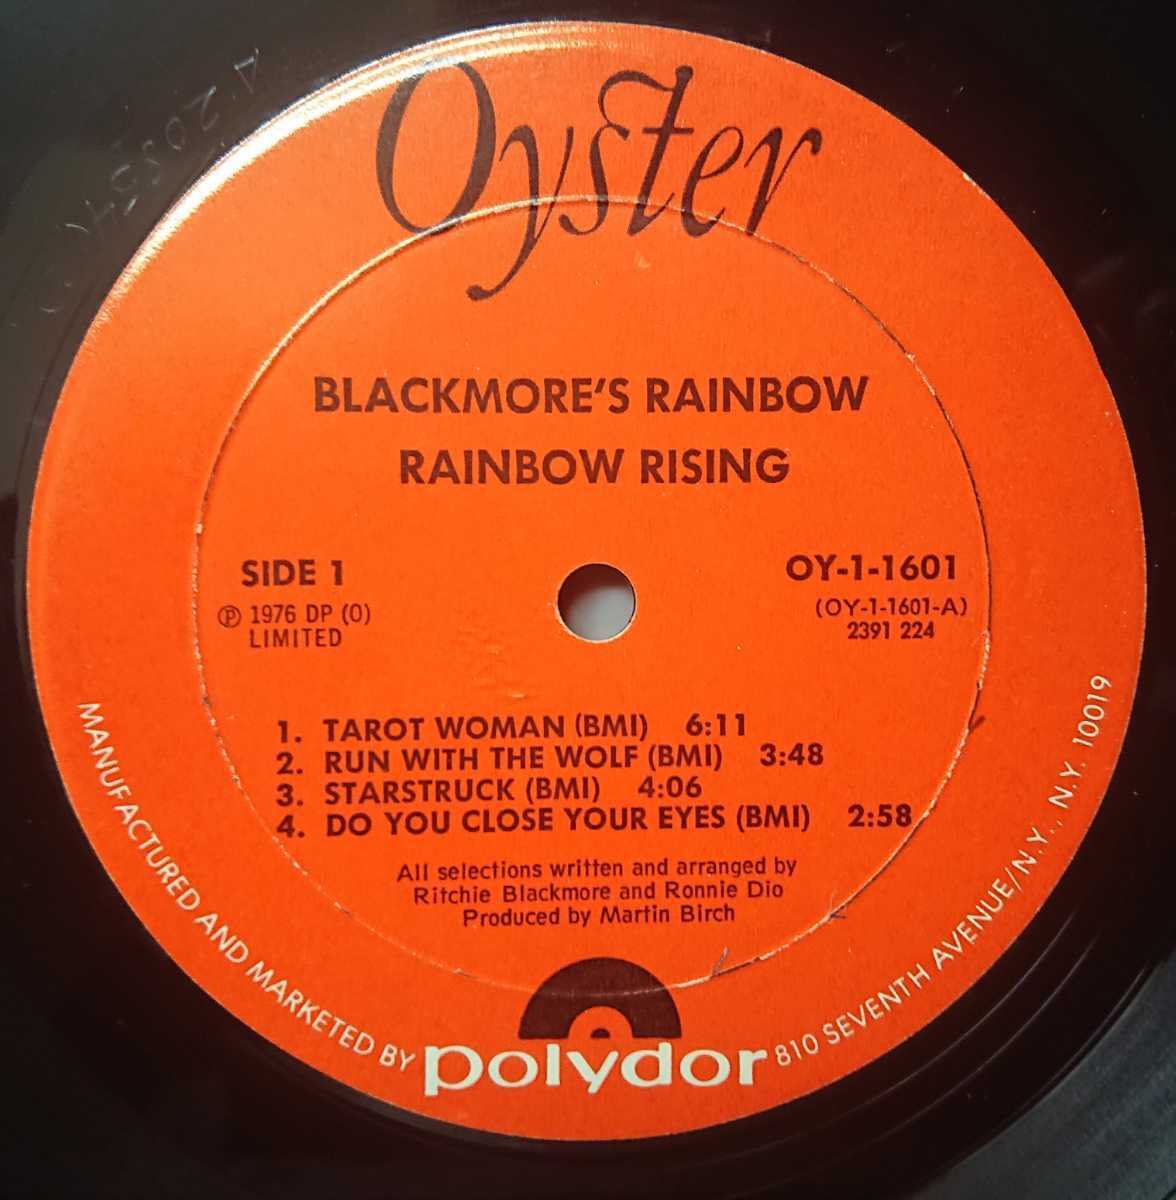 Oyster
BLACKMORE'S RAINBOW
RAINBOW RISING
SIDE 1
℗ 1976 DP (O)
LIMITED
OY-1-1601
(OY-1-1601-A)
2391 224
1. TAROT WOMAN (BMI) 6:11
2. RUN WITH THE WOLF (BMI) 3:48
3. STARSTRUCK (BMI) 4:06
4. DO YOU CLOSE YOUR EYES (BMI) 2:58
All selections written and arranged by
Ritchie Blackmore and Ronnie Dio
Produced by Martin Birch
MANUFACTURED AND MARKETED BY polydor 810 SEVENTH AVENUE/N.Y., N.Y. 10019